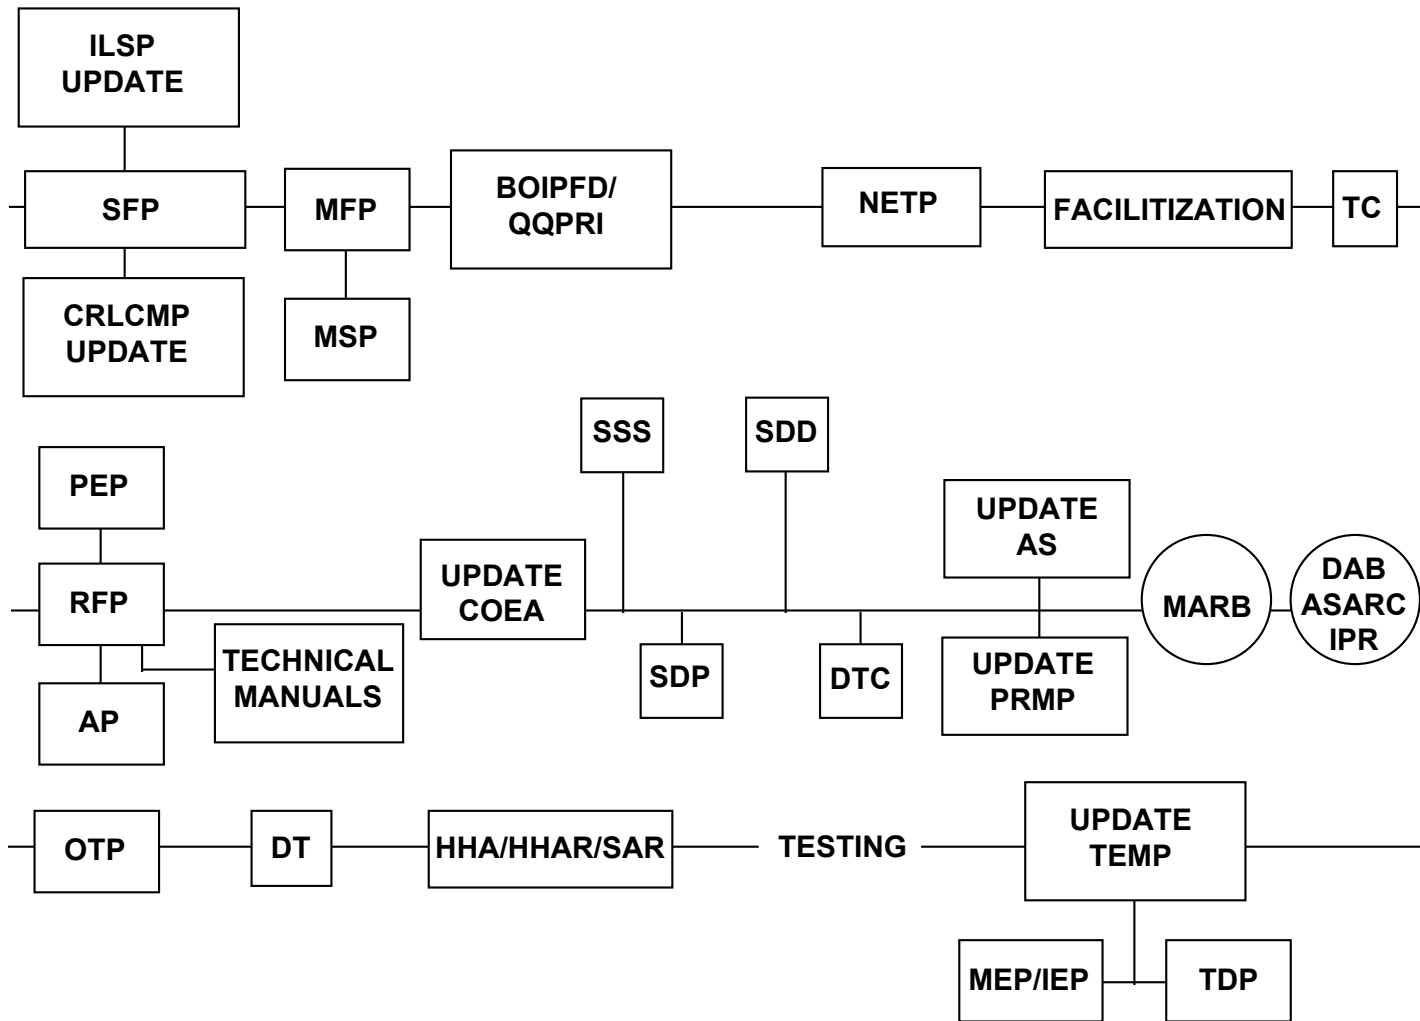 ILSP
UPDATE
SFP
MFP
BOIPFD/
QQPRI
NETP
FACILITIZATION
TC
CRLCMP
UPDATE
MSP
SSS
SDD
PEP
UPDATE
AS
RFP
UPDATE
COEA
MARB
DAB
ASARC
IPR
TECHNICAL
MANUALS
SDP
DTC
UPDATE
PRMP
AP
OTP
DT
HHA/HHAR/SAR
TESTING
UPDATE
TEMP
MEP/IEP
TDP